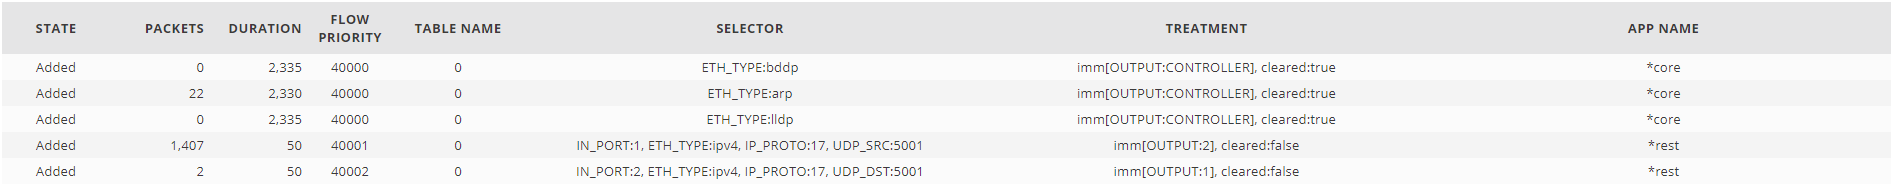 STATE PACKETS DURATION FLOW PRIORITY TABLE NAME SELECTOR TREATMENT APP NAME
Added 0 2,335 40000 0 ETH_TYPE:bddp imm[OUTPUT:CONTROLLER], cleared:true *core
Added 22 2,330 40000 0 ETH_TYPE:arp imm[OUTPUT:CONTROLLER], cleared:true *core
Added 0 2,335 40000 0 ETH_TYPE:lldp imm[OUTPUT:CONTROLLER], cleared:true *core
Added 1,407 50 40001 0 IN_PORT:1, ETH_TYPE:ipv4, IP_PROTO:17, UDP_SRC:5001 imm[OUTPUT:2], cleared:false *rest
Added 2 50 40002 0 IN_PORT:2, ETH_TYPE:ipv4, IP_PROTO:17, UDP_DST:5001 imm[OUTPUT:1], cleared:false *rest